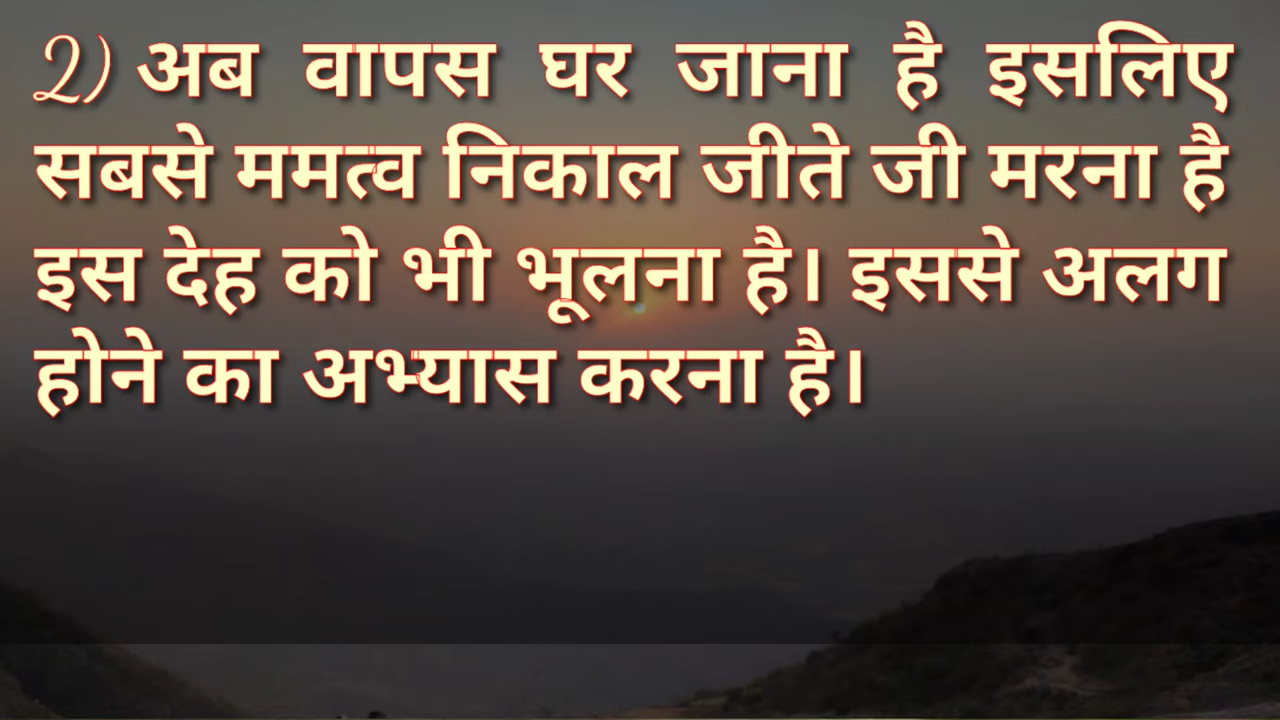 2) अब वापस घर जाना है इसलिए
सबसे ममत्व निकाल जीते जी मरना है
इस देह को भी भूलना है। इससे अलग
होने का अभ्यास करना है।